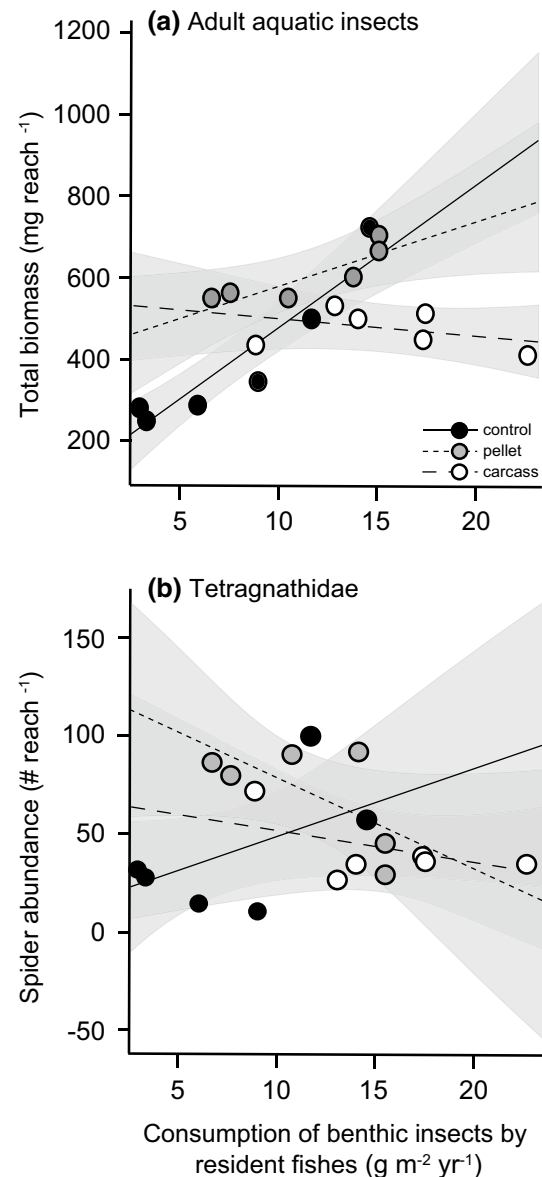 (a) Adult aquatic insects
1200
1000
800
600
400
200
Total biomass (mg reach -1)
control
pellet
carcass
5 10 15 20
(b) Tetragnathidae
150
100
50
0
-50
Spider abundance (# reach -1)
5 10 15 20
Consumption of benthic insects by
resident fishes (g m-2 yr-1)